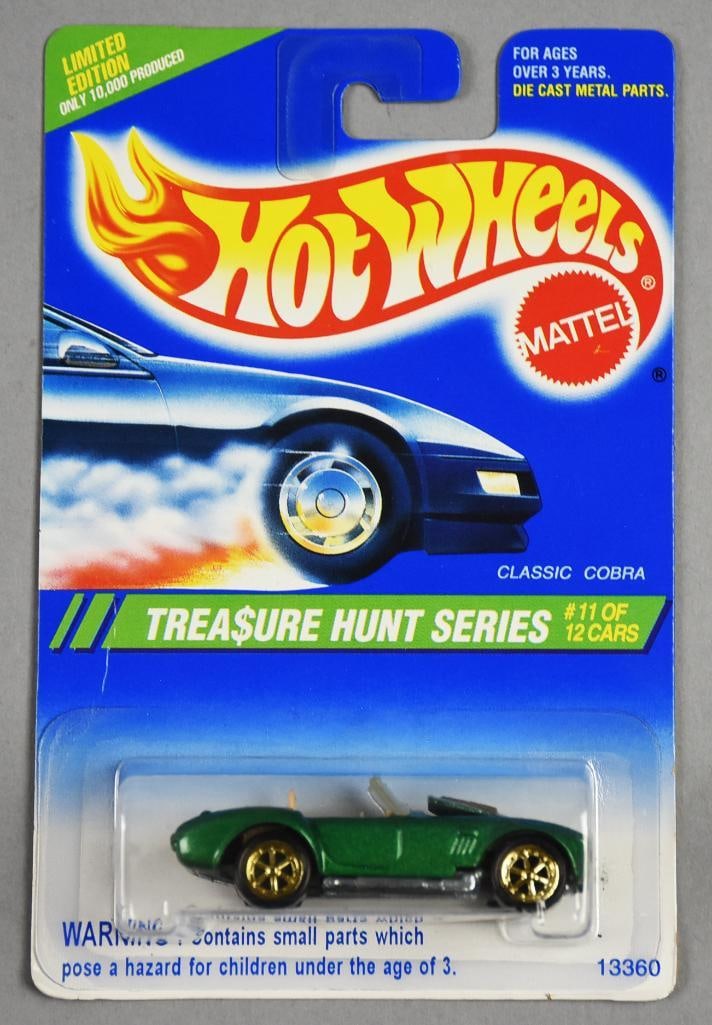 LIMITED
EDITION
ONLY 10,000 PRODUCED
FOR AGES
OVER 3 YEARS.
DIE CAST METAL PARTS.
HOT WHEELS ®
MATTEL
®
CLASSIC COBRA
TREA$URE HUNT SERIES
#11 OF
12 CARS
contains small parts which
pose a hazard for children under the age of 3.
13360